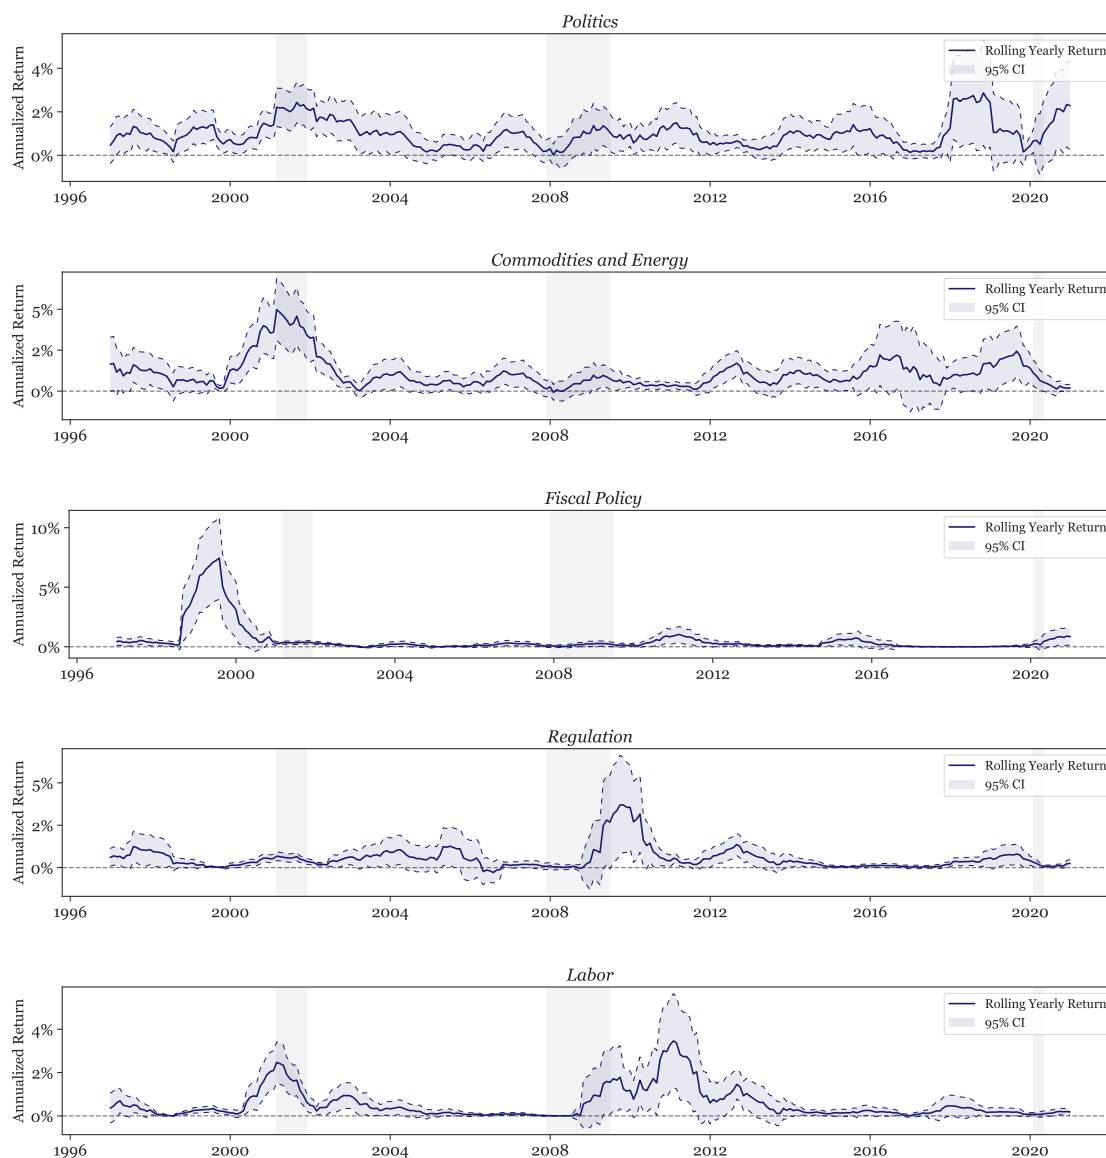 Politics
Annualized Return
4%
2%
0%
Rolling Yearly Return
95% CI
1996 2000 2004 2008 2012 2016 2020
Commodities and Energy
Annualized Return
5%
2%
0%
Rolling Yearly Return
95% CI
1996 2000 2004 2008 2012 2016 2020
Fiscal Policy
Annualized Return
10%
5%
0%
Rolling Yearly Return
95% CI
1996 2000 2004 2008 2012 2016 2020
Regulation
Annualized Return
5%
2%
0%
Rolling Yearly Return
95% CI
1996 2000 2004 2008 2012 2016 2020
Labor
Annualized Return
4%
2%
0%
Rolling Yearly Return
95% CI
1996 2000 2004 2008 2012 2016 2020